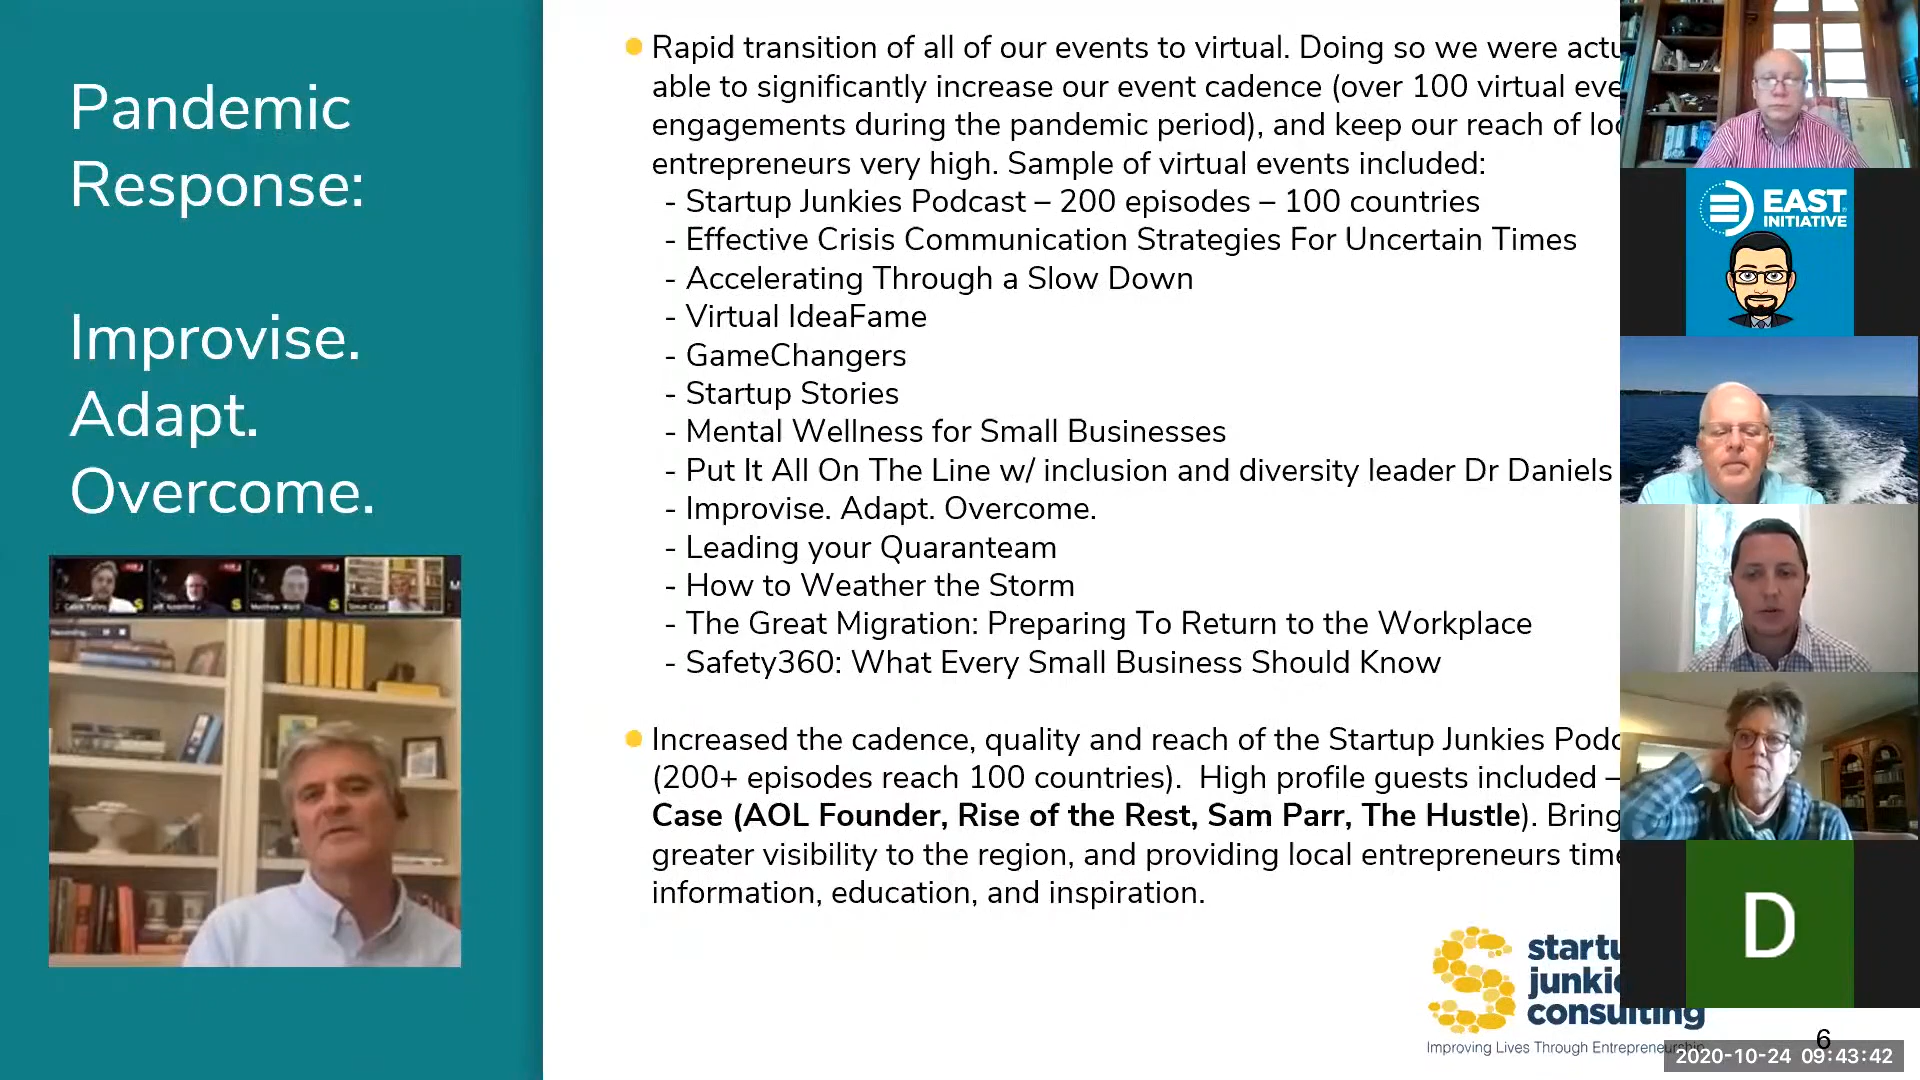 Pandemic
Response:
Improvise.
Adapt.
Overcome.
Rapid transition of all of our events to virtual. Doing so we were actu
able to significantly increase our event cadence (over 100 virtual eve
engagements during the pandemic period), and keep our reach of loc
entrepreneurs very high. Sample of virtual events included:
- Startup Junkies Podcast – 200 episodes – 100 countries
- Effective Crisis Communication Strategies For Uncertain Times
- Accelerating Through a Slow Down
- Virtual IdeaFame
- GameChangers
- Startup Stories
- Mental Wellness for Small Businesses
- Put It All On The Line w/ inclusion and diversity leader Dr Daniels
- Improvise. Adapt. Overcome.
- Leading your Quaranteam
- How to Weather the Storm
- The Great Migration: Preparing To Return to the Workplace
- Safety360: What Every Small Business Should Know
Increased the cadence, quality and reach of the Startup Junkies Podc
(200+ episodes reach 100 countries).  High profile guests included –
Case (AOL Founder, Rise of the Rest, Sam Parr, The Hustle). Bring
greater visibility to the region, and providing local entrepreneurs time
information, education, and inspiration.
startu
junkie
consulting
Improving Lives Through Entrepreneurship
6
EAST
INITIATIVE
D
2020-10-24 09:43:42